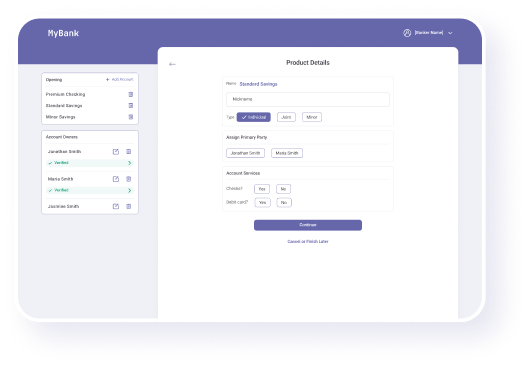 MyBank
[Banker Name]
Product Details
Opening
+ Add Account
Premium Checking
Standard Savings
Minor Savings
Account Owners
Jonathan Smith
Verified
Maria Smith
Verified
Jasmine Smith
Name Standard Savings
Nickname
Type Individual Joint Minor
Assign Primary Party
Jonathan Smith Maria Smith
Account Services
Checks? Yes No
Debit card? Yes No
Continue
Cancel or Finish Later